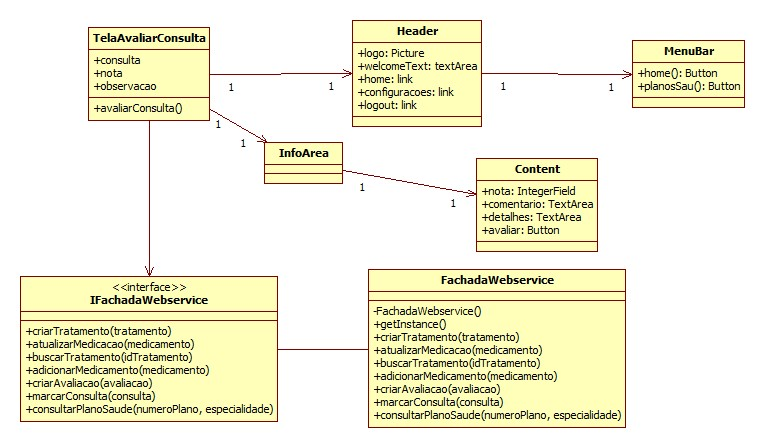 TelaAvaliarConsulta
+consulta
+nota
+observacao
+avaliarConsulta()
1
1
Header
+logo: Picture
+welcomeText: textArea
+home: link
+configuracoes: link
+logout: link
1
1
MenuBar
+home(): Button
+planosSau(): Button
1
1
InfoArea
1
1
Content
+nota: IntegerField
+comentario: TextArea
+detalhes: TextArea
+avaliar: Button
<<interface>>
IFachadaWebservice
+criarTratamento(tratamento)
+atualizarMedicacao(medicamento)
+buscarTratamento(idTratamento)
+adicionarMedicamento(medicamento)
+criarAvaliacao(avaliacao)
+marcarConsulta(consulta)
+consultarPlanoSaude(numeroPlano, especialidade)
FachadaWebservice
-FachadaWebservice()
+getInstance()
+criarTratamento(tratamento)
+atualizarMedicacao(medicamento)
+buscarTratamento(idTratamento)
+adicionarMedicamento(medicamento)
+criarAvaliacao(avaliacao)
+marcarConsulta(consulta)
+consultarPlanoSaude(numeroPlano, especialidade)